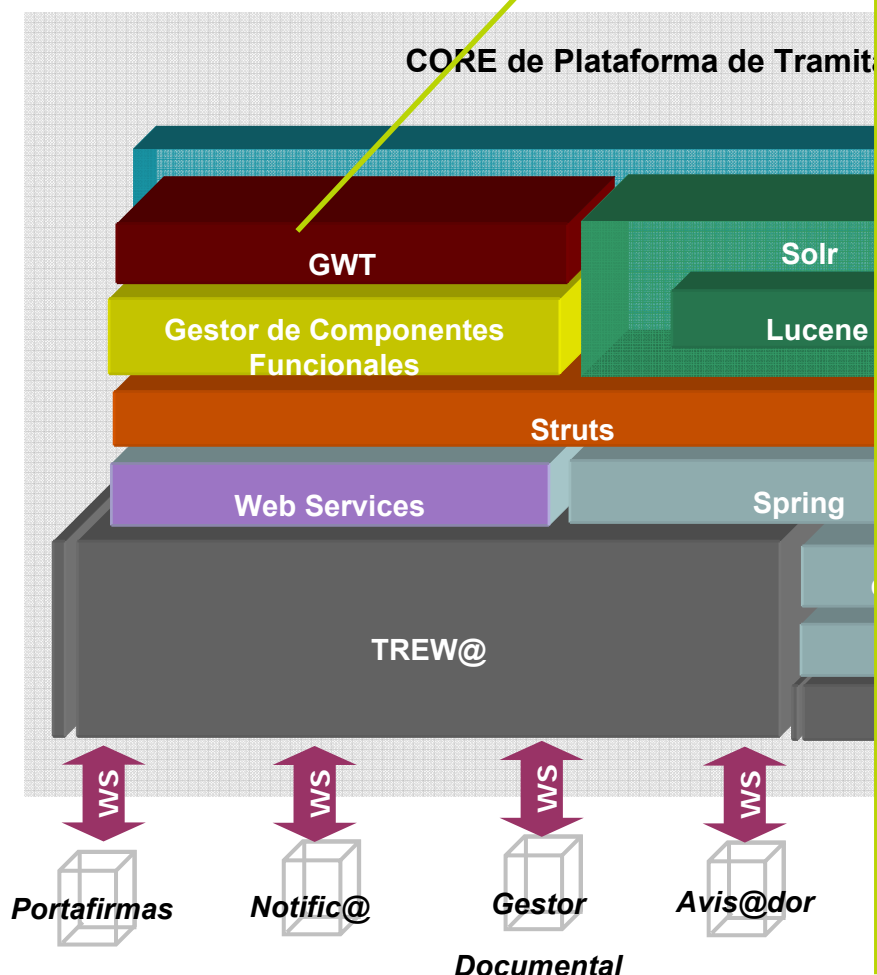 CORE de Plataforma de Tramita
GWT
Solr
Gestor de Componentes
Funcionales
Lucene
Struts
Web Services
Spring
TREW@
WS
WS
WS
WS
Portafirmas
Notific@
Gestor
Documental
Avis@dor